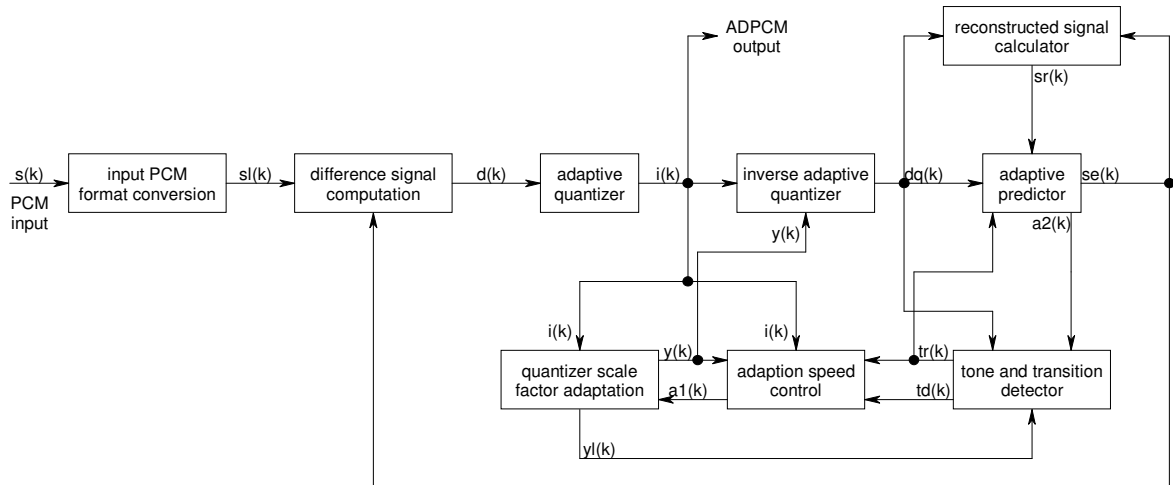 ADPCM
output
reconstructed signal
calculator
sr(k)
s(k)
PCM
input
input PCM
format conversion
sl(k)
difference signal
computation
d(k)
adaptive
quantizer
i(k)
inverse adaptive
quantizer
dq(k)
adaptive
predictor
se(k)
a2(k)
y(k)
i(k)
i(k)
quantizer scale
factor adaptation
y(k)
a1(k)
adaption speed
control
tr(k)
td(k)
tone and transition
detector
yl(k)